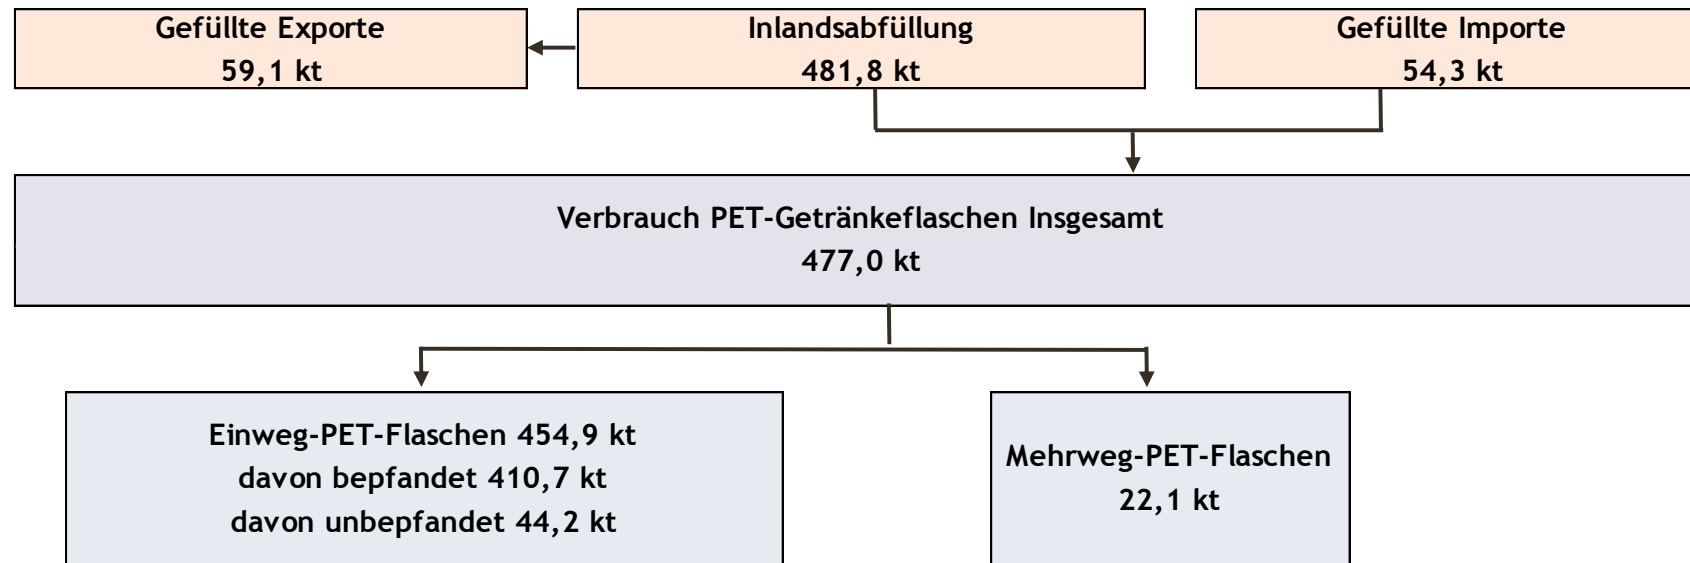 Gefüllte Exporte
59,1 kt
Inlandsabfüllung
481,8 kt
Gefüllte Importe
54,3 kt
Verbrauch PET-Getränkeflaschen Insgesamt
477,0 kt
Einweg-PET-Flaschen 454,9 kt
davon bepfandet 410,7 kt
davon unbepfandet 44,2 kt
Mehrweg-PET-Flaschen
22,1 kt